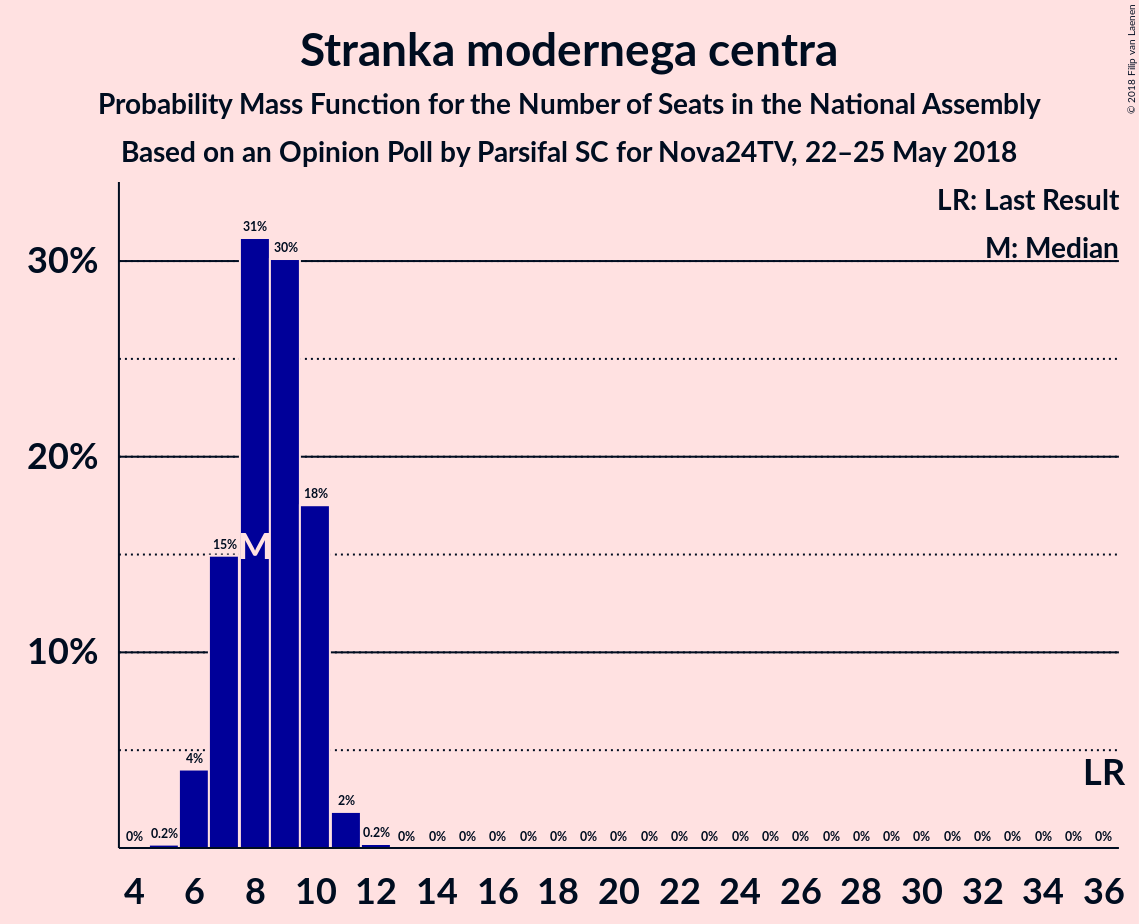 Stranka modernega centra
Probability Mass Function for the Number of Seats in the National Assembly
Based on an Opinion Poll by Parsifal SC for Nova24TV, 22–25 May 2018
© 2018 Filip van Laenen
LR: Last Result
M: Median
30%
20%
10%
0% 0.2% 4% 15% 31% 30% 18% 2% 0.2% 0% 0% 0% 0% 0% 0% 0% 0% 0% 0% 0% 0% 0% 0% 0% 0% 0% 0% 0% 0% 0% 0% 0% 0%
M
LR
4 6 8 10 12 14 16 18 20 22 24 26 28 30 32 34 36